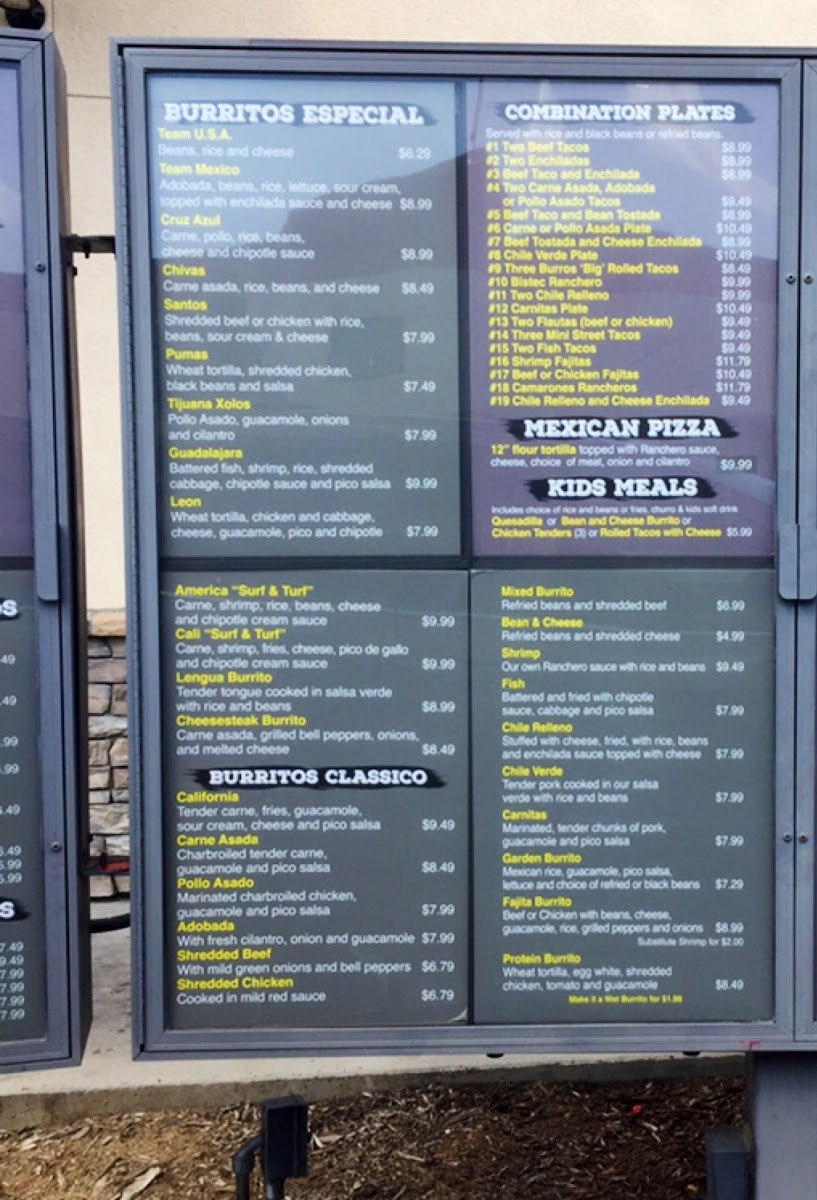 BURRITOS ESPECIAL
Team U.S.A.
Beans, rice and cheese $6.29
Team Mexico
Adobada, beans, rice, lettuce, sour cream,
topped with enchilada sauce and cheese $8.99
Cruz Azul
Carne, pollo, rice, beans,
cheese and chipotle sauce $8.99
Chivas
Carne asada, rice, beans, and cheese $8.49
Santos
Shredded beef or chicken with rice,
beans, sour cream & cheese $7.99
Pumas
Wheat tortilla, shredded chicken,
black beans and salsa $7.49
Tijuana Xolos
Pollo Asado, guacamole, onions
and cilantro $7.99
Guadalajara
Battered fish, shrimp, rice, shredded
cabbage, chipotle sauce and pico salsa $9.99
Leon
Wheat tortilla, chicken and cabbage,
cheese, guacamole, pico and chipotle $7.99
America "Surf & Turf"
Carne, shrimp, rice, beans, cheese
and chipotle cream sauce $9.99
Cali "Surf & Turf"
Carne, shrimp, fries, cheese, pico de gallo
and chipotle cream sauce $9.99
Lengua Burrito
Tender tongue cooked in salsa verde
with rice and beans $8.99
Cheesesteak Burrito
Carne asada, grilled bell peppers, onions,
and melted cheese $8.49
BURRITOS CLASSICO
California
Tender carne, fries, guacamole,
sour cream, cheese and pico salsa $9.49
Carne Asada
Charbroiled tender carne,
guacamole and pico salsa $8.49
Pollo Asado
Marinated charbroiled chicken,
guacamole and pico salsa $7.99
Adobada
With fresh cilantro, onion and guacamole $7.99
Shredded Beef
With mild green onions and bell peppers $6.79
Shredded Chicken
Cooked in mild red sauce $6.79
COMBINATION PLATES
Served with rice and black beans or refried beans.
#1 Two Beef Tacos $8.99
#2 Two Enchiladas $8.99
#3 Beef Taco and Enchilada $8.99
#4 Two Carne Asada, Adobada
or Pollo Asado Tacos $9.49
#5 Beef Taco and Bean Tostada $8.99
#6 Carne or Pollo Asada Plate $10.49
#7 Beef Tostada and Cheese Enchilada $8.99
#8 Chile Verde Plate $10.49
#9 Three Burros 'Big' Rolled Tacos $8.49
#10 Bistec Ranchero $9.99
#11 Two Chile Relleno $9.99
#12 Carnitas Plate $10.49
#13 Two Flautas (beef or chicken) $9.49
#14 Three Mini Street Tacos $9.49
#15 Two Fish Tacos $9.49
#16 Shrimp Fajitas $11.79
#17 Beef or Chicken Fajitas $10.49
#18 Camarones Rancheros $11.79
#19 Chile Relleno and Cheese Enchilada $9.49
MEXICAN PIZZA
12" flour tortilla topped with Ranchero sauce,
cheese, choice of meat, onion and cilantro $9.99
KIDS MEALS
Includes choice of rice and beans or fries, churro & kids soft drink
Quesadilla or Bean and Cheese Burrito or
Chicken Tenders (3) or Rolled Tacos with Cheese $5.99
Mixed Burrito
Refried beans and shredded beef $6.99
Bean & Cheese
Refried beans and shredded cheese $4.99
Shrimp
Our own Ranchero sauce with rice and beans $9.49
Fish
Battered and fried with chipotle
sauce, cabbage and pico salsa $7.99
Chile Relleno
Stuffed with cheese, fried, with rice, beans
and enchilada sauce topped with cheese $7.99
Chile Verde
Tender pork cooked in our salsa
verde with rice and beans $7.99
Carnitas
Marinated, tender chunks of pork,
guacamole and pico salsa $7.99
Garden Burrito
Mexican rice, guacamole, pico salsa,
lettuce and choice of refried or black beans $7.29
Fajita Burrito
Beef or Chicken with beans, cheese,
guacamole, rice, grilled peppers and onions $8.99
Substitute Shrimp for $2.00
Protein Burrito
Wheat tortilla, egg white, shredded
chicken, tomato and guacamole $8.49
Make it a Wet Burrito for $1.99